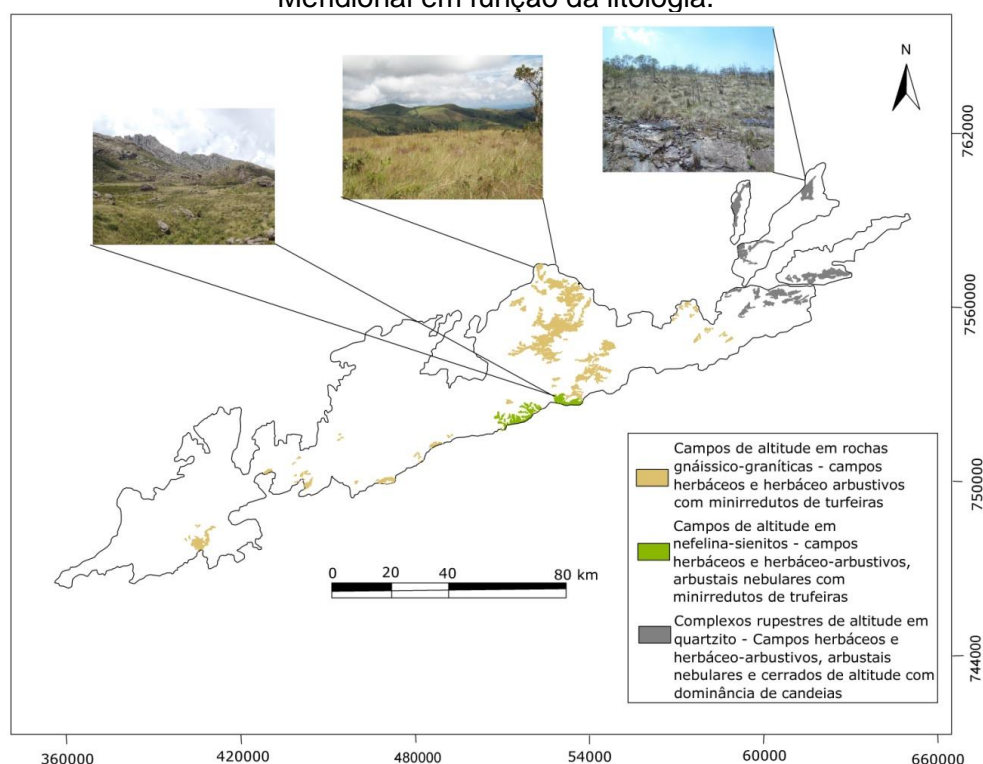 Meridional em função da litologia.
N
762000
7560000
750000
744000
Campos de altitude em rochas
gnáissico-graníticas - campos
herbáceos e herbáceo arbustivos
com minirredutos de turfeiras
Campos de altitude em
nefelina-sienitos - campos
herbáceos e herbáceo-arbustivos,
arbustais nebulares com
minirredutos de trufeiras
Complexos rupestres de altitude em
quartzito - Campos herbáceos e
herbáceo-arbustivos, arbustais
nebulares e cerrados de altitude com
dominância de candeias
0 20 40 80 km
360000 420000 480000 54000 60000 660000